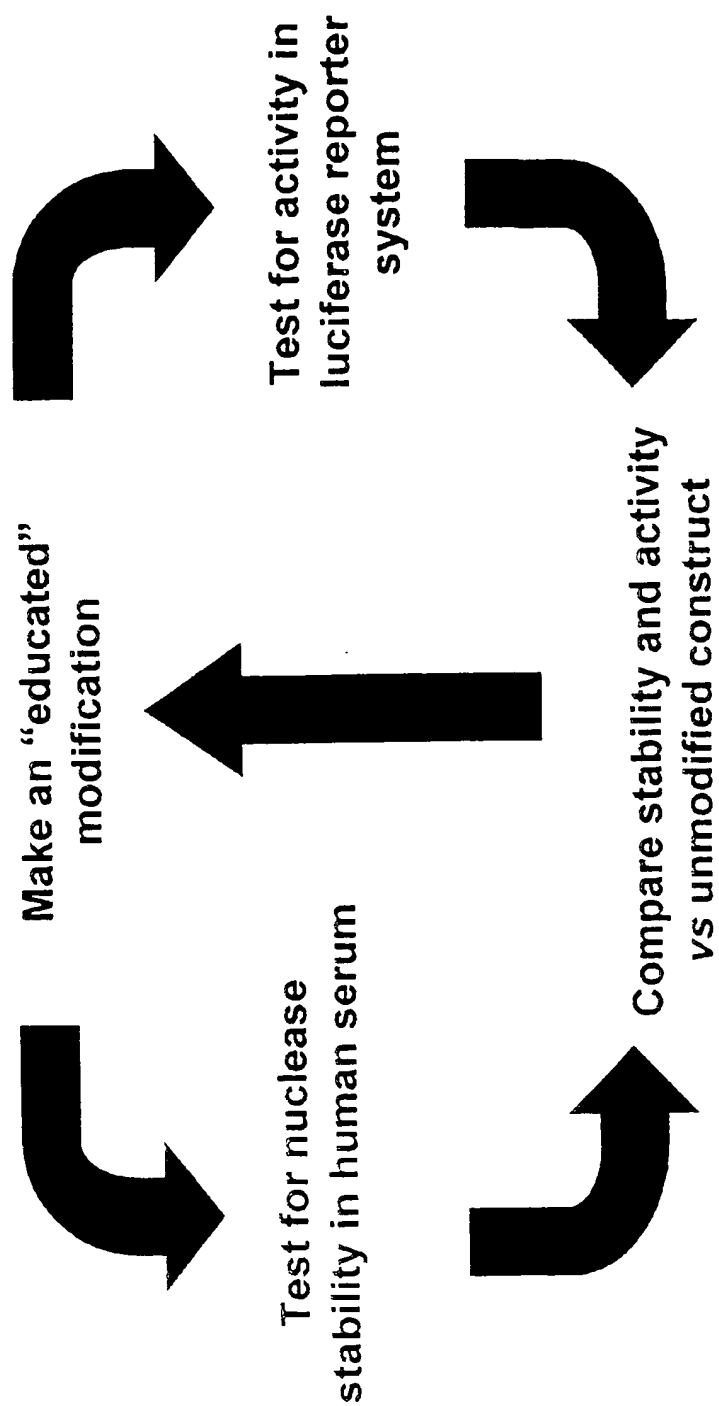 Make an “educated”
modification
Test for nuclease
stability in human serum
Test for activity in
luciferase reporter
system
Compare stability and activity
vs unmodified construct